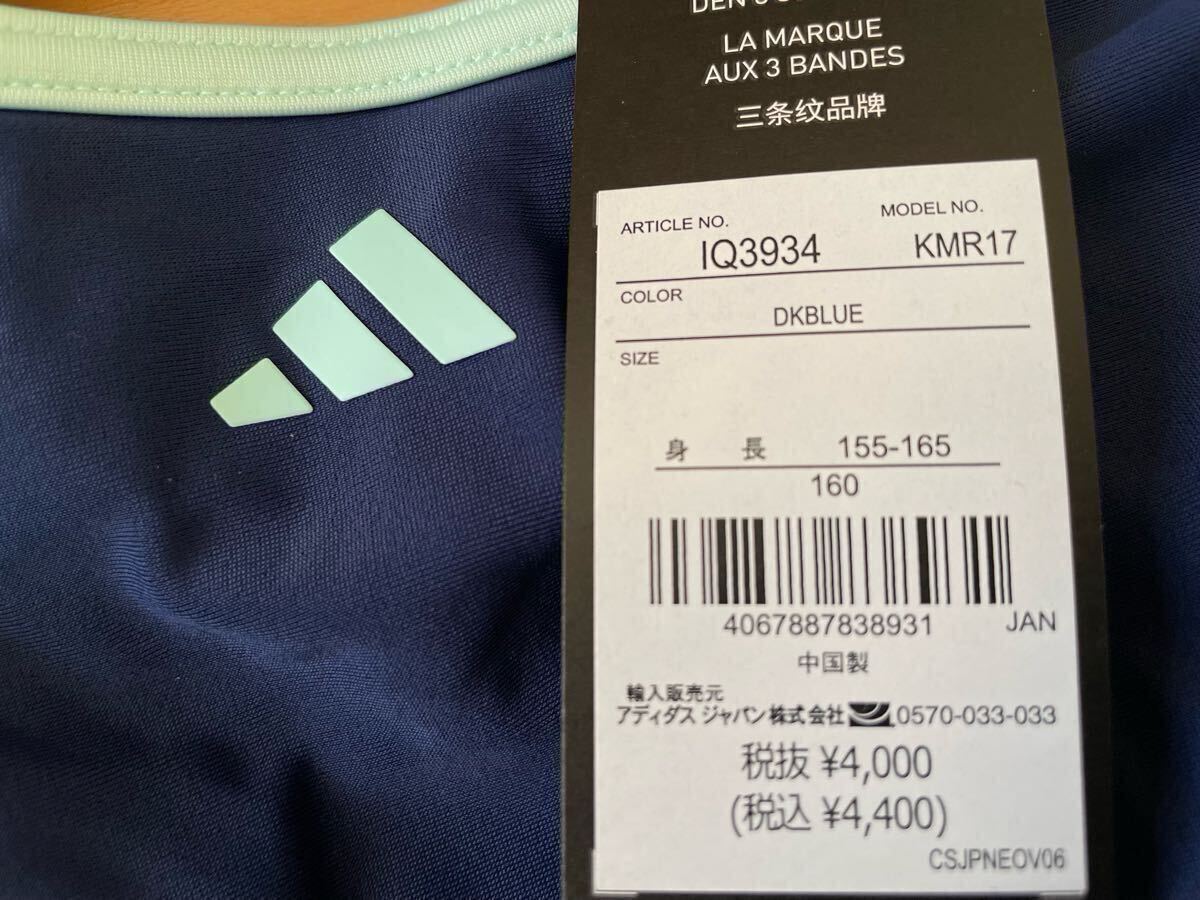 LA MARQUE
AUX 3 BANDES
三条纹品牌
ARTICLE NO. MODEL NO.
IQ3934 KMR17
COLOR
DKBLUE
SIZE
身 長 155-165
160
4067887838931 JAN
中国製
輸入販売元
アディダス ジャパン株式会社 0570-033-033
税抜 ¥4,000
(税込 ¥4,400)
CSJPNEOV06